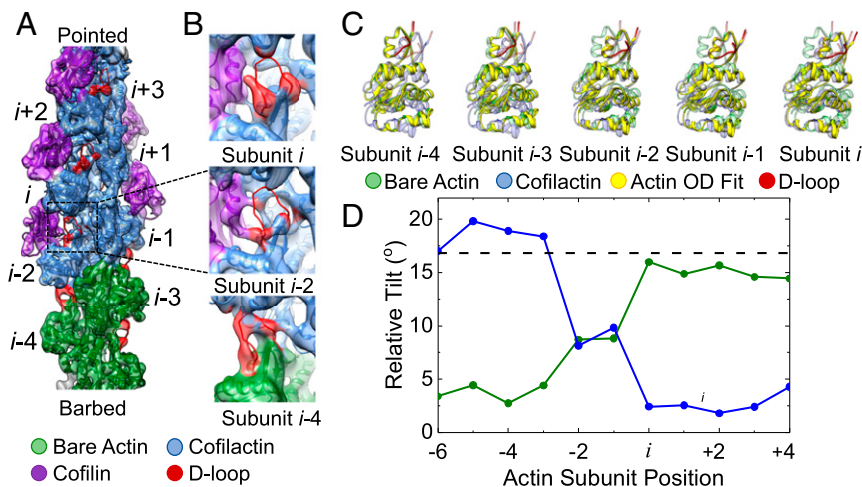 A
Pointed
i+3
i+2
i+1
i
i-1
i-2
i-3
i-4
Barbed
Bare Actin
Cofilactin
Cofilin
D-loop
B
Subunit i
Subunit i-2
Subunit i-4
C
Subunit i-4 Subunit i-3 Subunit i-2 Subunit i-1 Subunit i
Bare Actin Cofilactin Actin OD Fit D-loop
D
Relative Tilt (º)
20
15
10
5
0
-6 -4 -2 i +2 +4
i
Actin Subunit Position